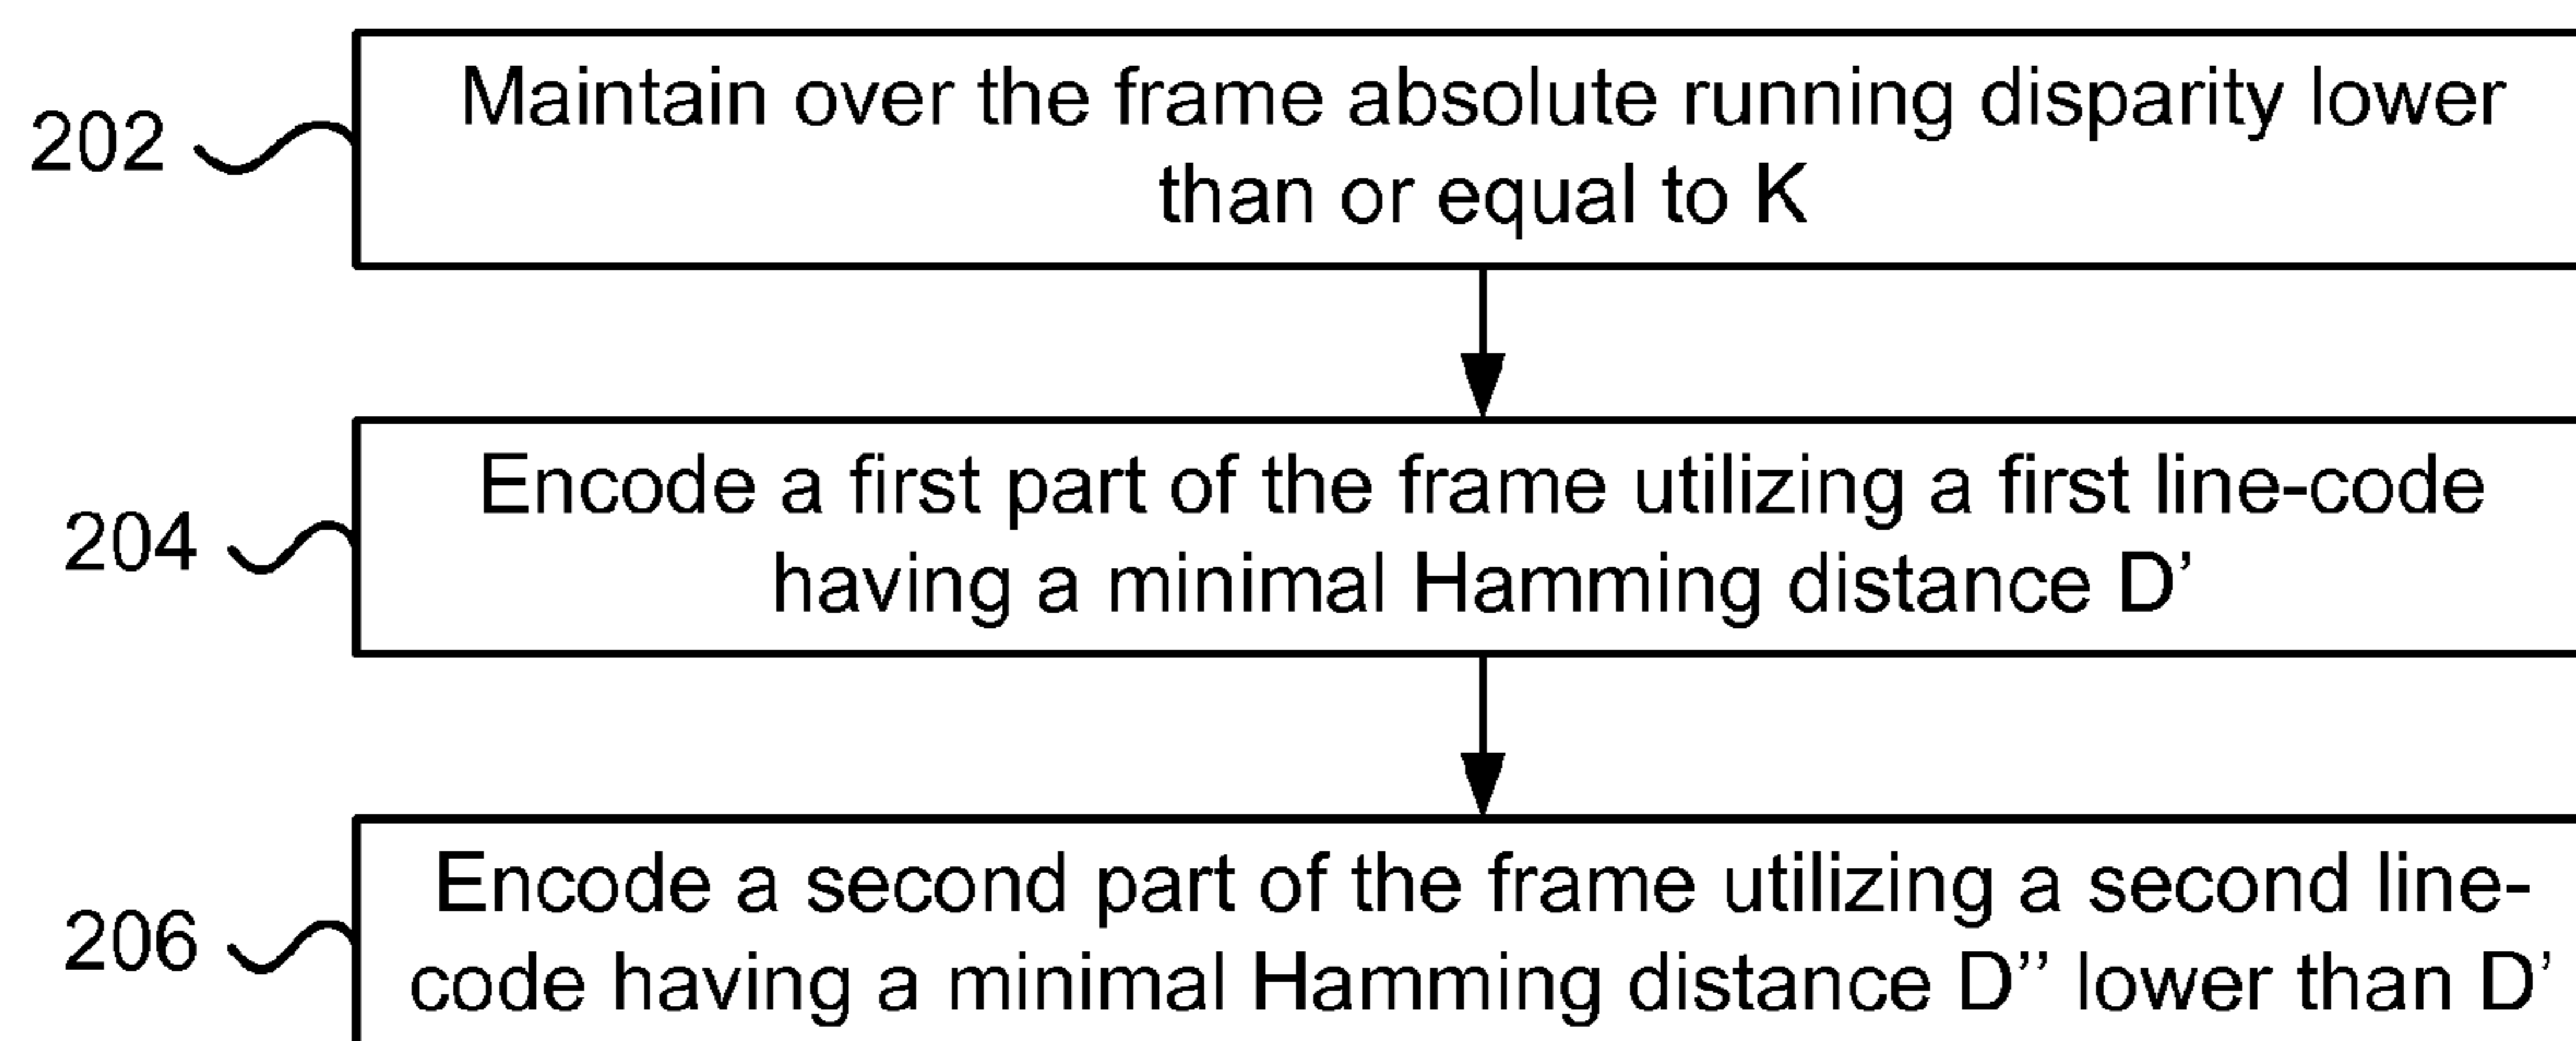 202
Maintain over the frame absolute running disparity lower
than or equal to K
204
Encode a first part of the frame utilizing a first line-code
having a minimal Hamming distance D’
206
Encode a second part of the frame utilizing a second line-
code having a minimal Hamming distance D’’ lower than D’